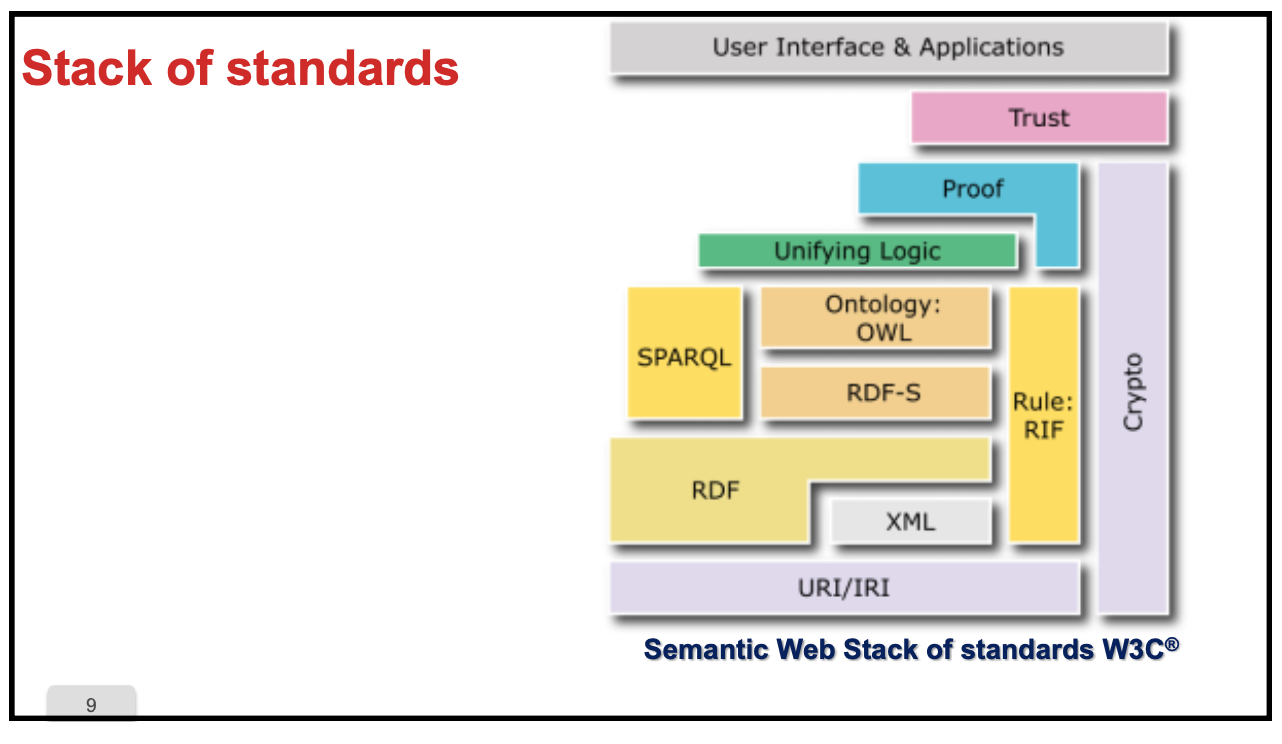 Stack of standards
User Interface & Applications
Trust
Proof
Unifying Logic
SPARQL
Ontology:
OWL
RDF-S
Rule:
RIF
Crypto
RDF
XML
URI/IRI
Semantic Web Stack of standards W3C®
9